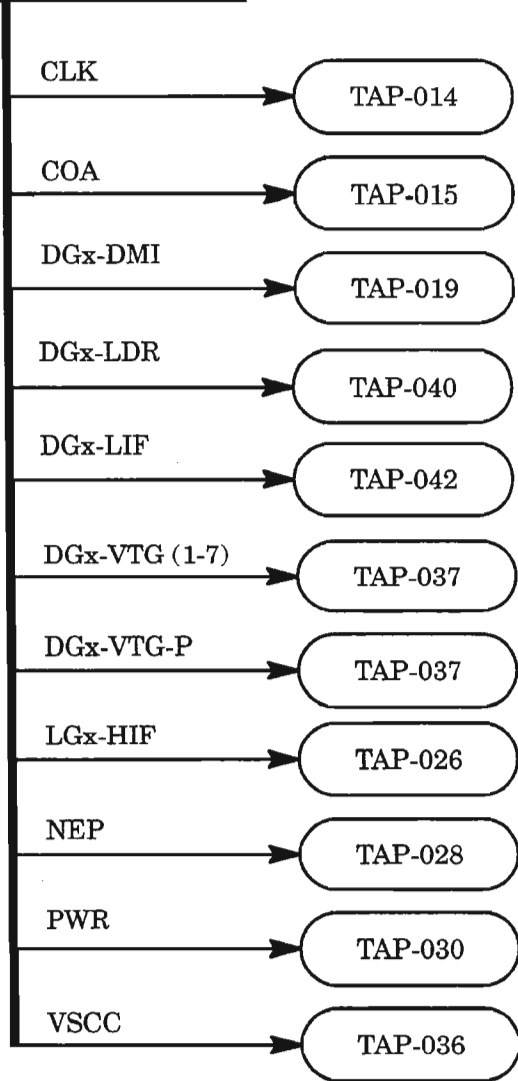 CLK
TAP-014
COA
TAP-015
DGx-DMI
TAP-019
DGx-LDR
TAP-040
DGx-LIF
TAP-042
DGx-VTG (1-7)
TAP-037
DGx-VTG-P
TAP-037
LGx-HIF
TAP-026
NEP
TAP-028
PWR
TAP-030
VSCC
TAP-036